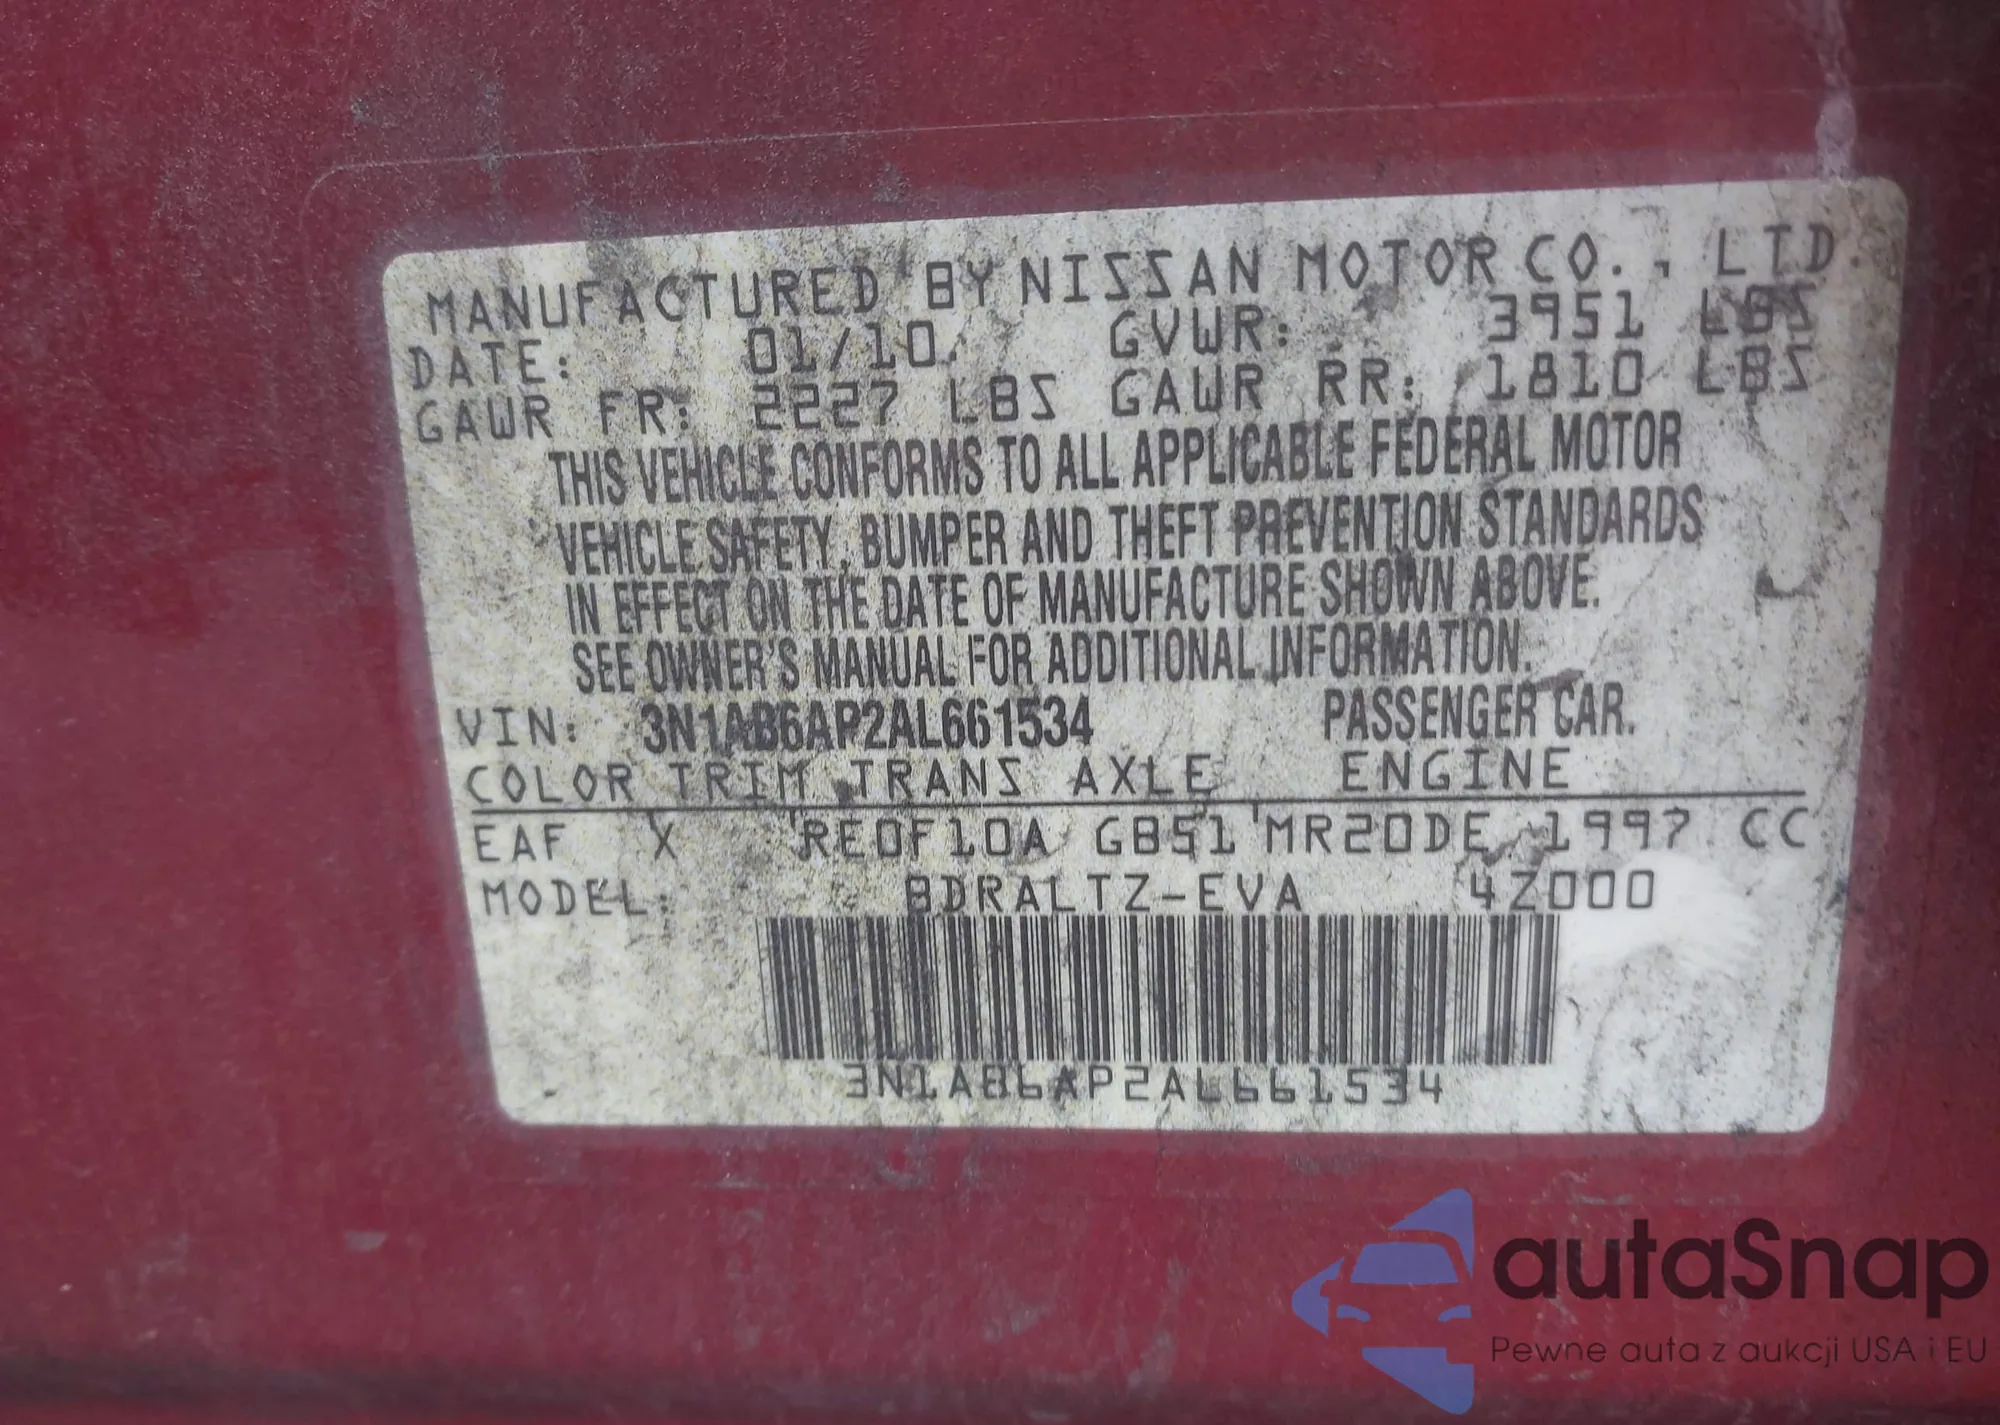 MANUFACTURED BY NISSAN MOTOR CO., LTD.
DATE: 01/10 GVWR: 3951 LBS
GAWR FR: 2227 LBS GAWR RR: 1810 LBS
THIS VEHICLE CONFORMS TO ALL APPLICABLE FEDERAL MOTOR
VEHICLE SAFETY, BUMPER AND THEFT PREVENTION STANDARDS
IN EFFECT ON THE DATE OF MANUFACTURE SHOWN ABOVE.
SEE OWNER'S MANUAL FOR ADDITIONAL INFORMATION.
VIN: 3N1AB6AP2AL661534 PASSENGER CAR.
COLOR TRIM TRANS AXLE ENGINE
EAF X RE0F10A GB51 MR20DE 1997 CC
MODEL: BDRALTZ-EVA 4Z000
3N1AB6AP2AL661534
autaSnap
Pewne auta z aukcji USA i EU